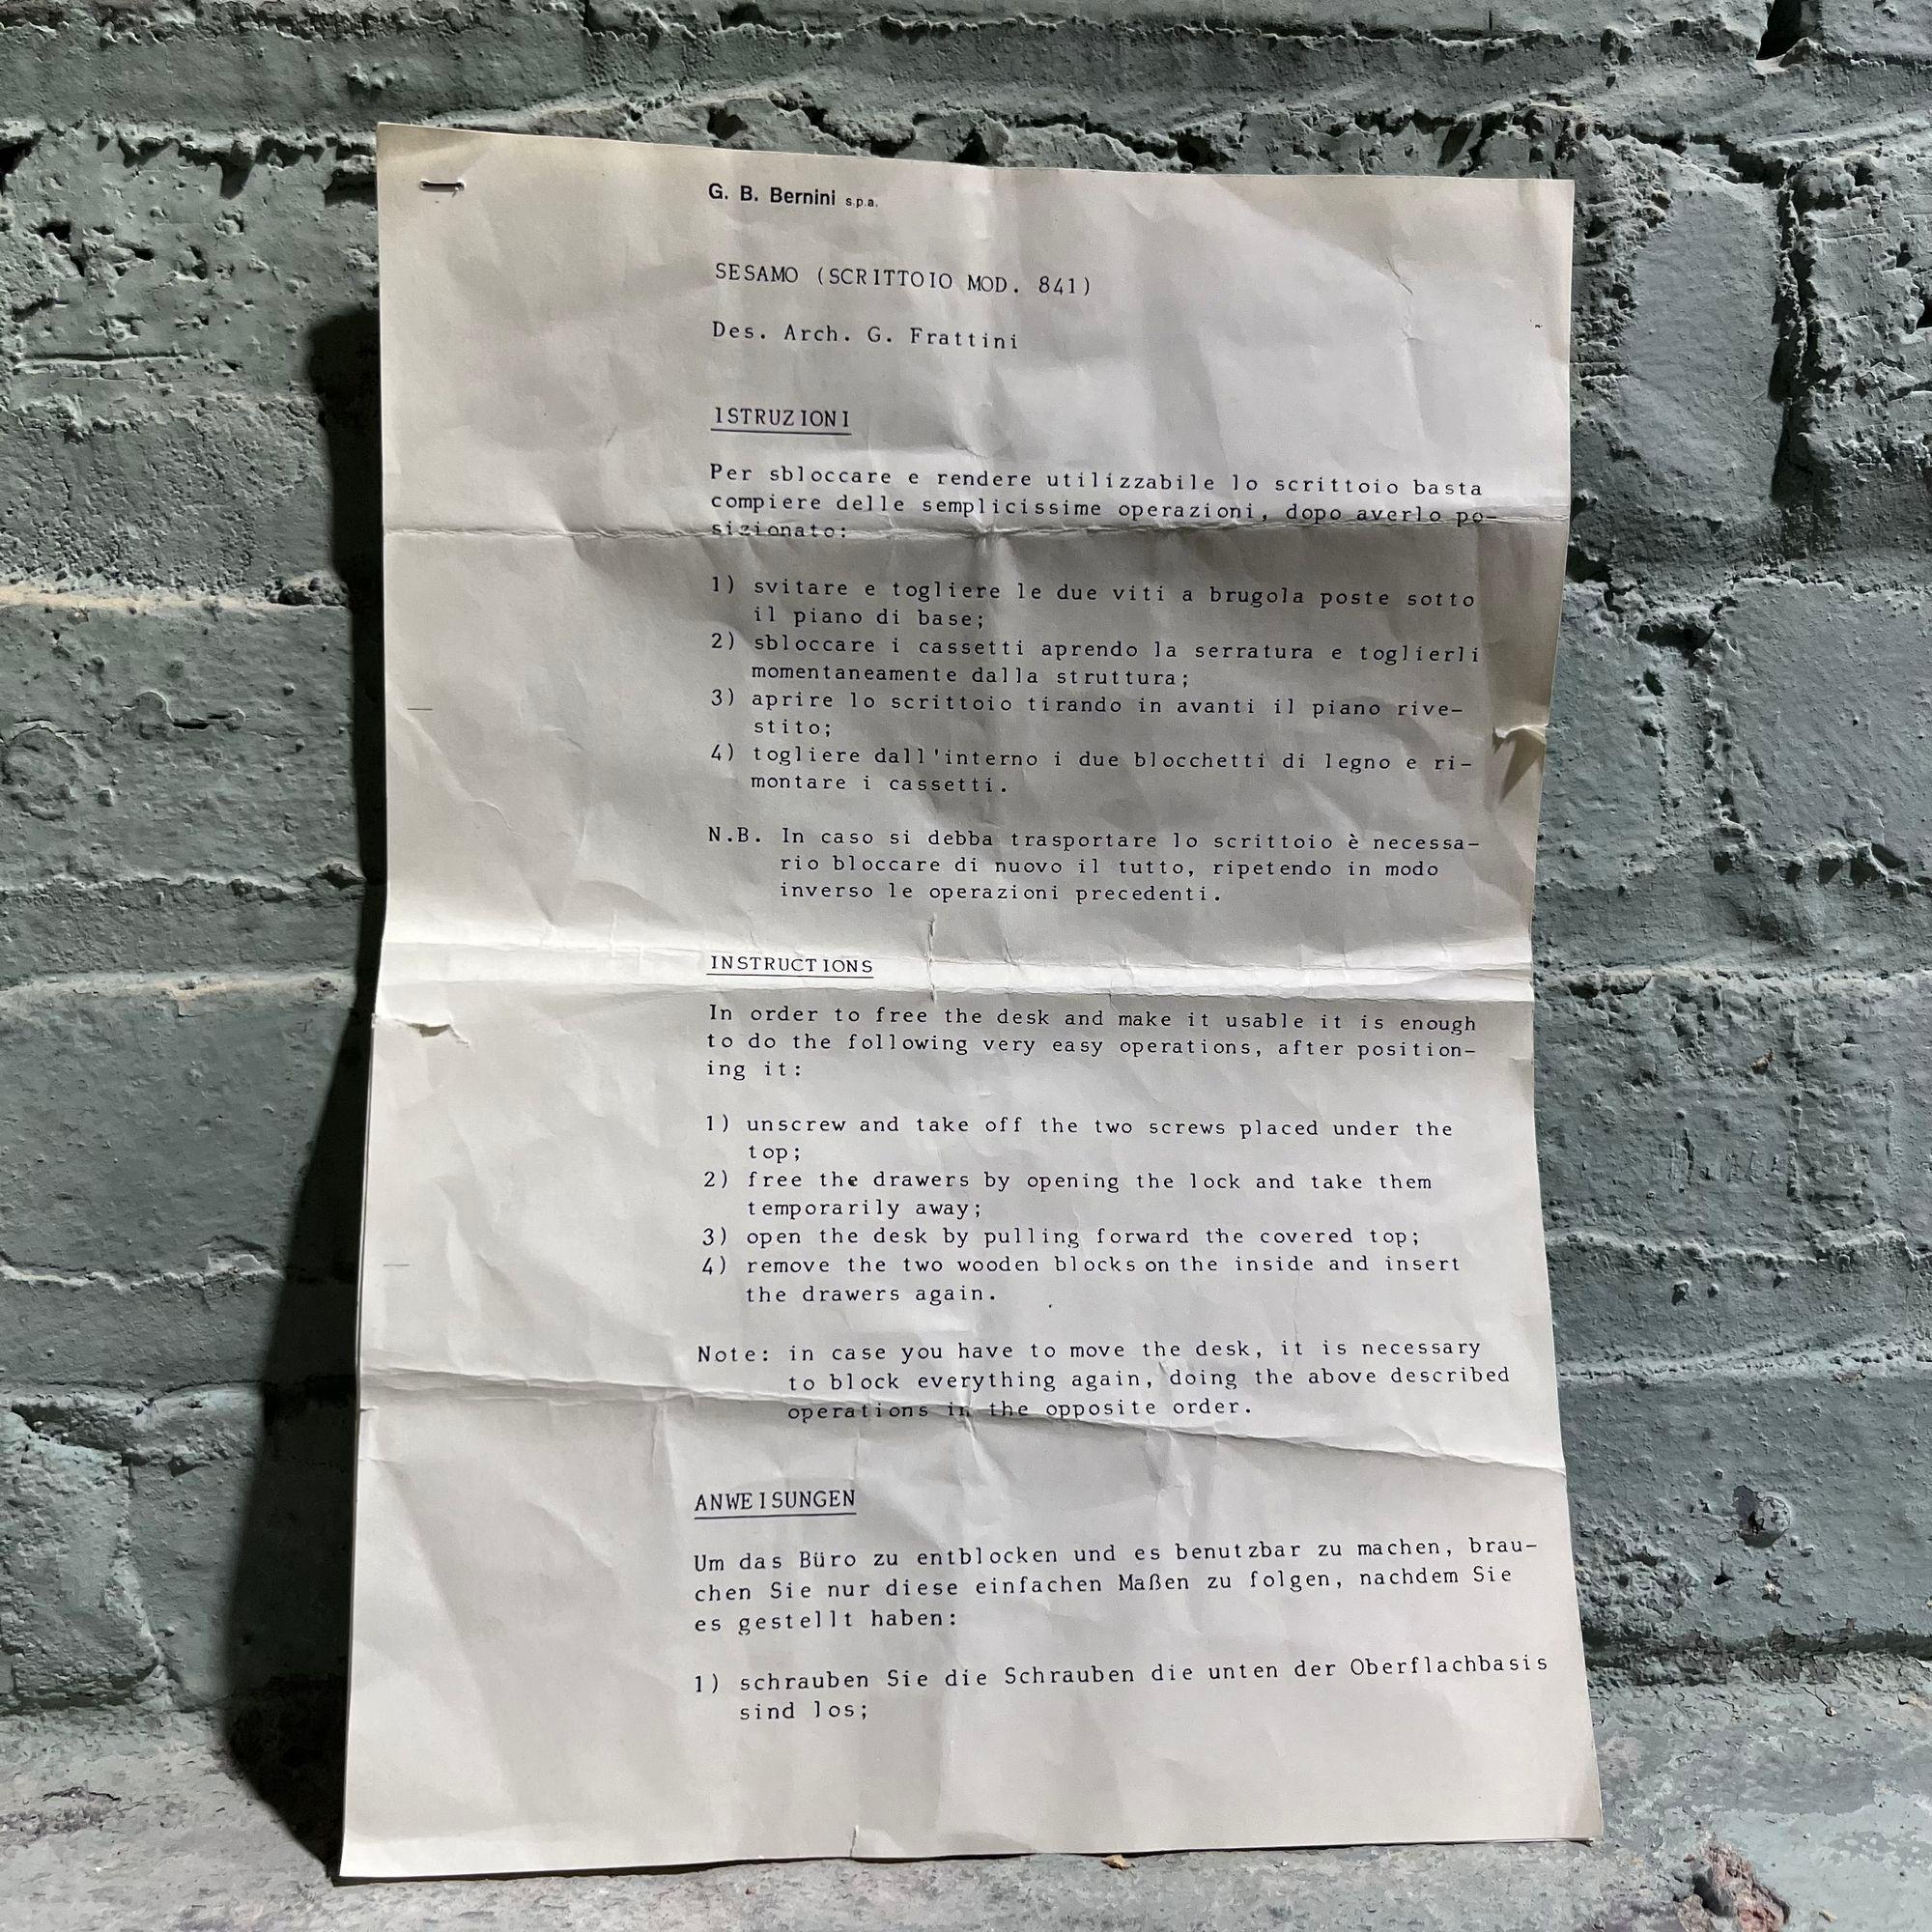 G. B. Bernini s.p.a.
SESAMO (SCRITTOIO MOD. 841)
Des. Arch. G. Frattini
ISTRUZIONI
Per sbloccare e rendere utilizzabile lo scrittoio basta
compiere delle semplicissime operazioni, dopo averlo po-
sizionato:
1) svitare e togliere le due viti a brugola poste sotto
il piano di base;
2) sbloccare i cassetti aprendo la serratura e toglierli
momentaneamente dalla struttura;
3) aprire lo scrittoio tirando in avanti il piano rive-
stito;
4) togliere dall'interno i due blocchetti di legno e ri-
montare i cassetti.
N.B. In caso si debba trasportare lo scrittoio è necessa-
rio bloccare di nuovo il tutto, ripetendo in modo
inverso le operazioni precedenti.
INSTRUCTIONS
In order to free the desk and make it usable it is enough
to do the following very easy operations, after position-
ing it:
1) unscrew and take off the two screws placed under the
top;
2) free the drawers by opening the lock and take them
temporarily away;
3) open the desk by pulling forward the covered top;
4) remove the two wooden blocks on the inside and insert
the drawers again.
Note: in case you have to move the desk, it is necessary
to block everything again, doing the above described
operations in the opposite order.
ANWEISUNGEN
Um das Büro zu entblocken und es benutzbar zu machen, brau-
chen Sie nur diese einfachen Maßen zu folgen, nachdem Sie
es gestellt haben:
1) schrauben Sie die Schrauben die unten der Oberflachbasis
sind los;